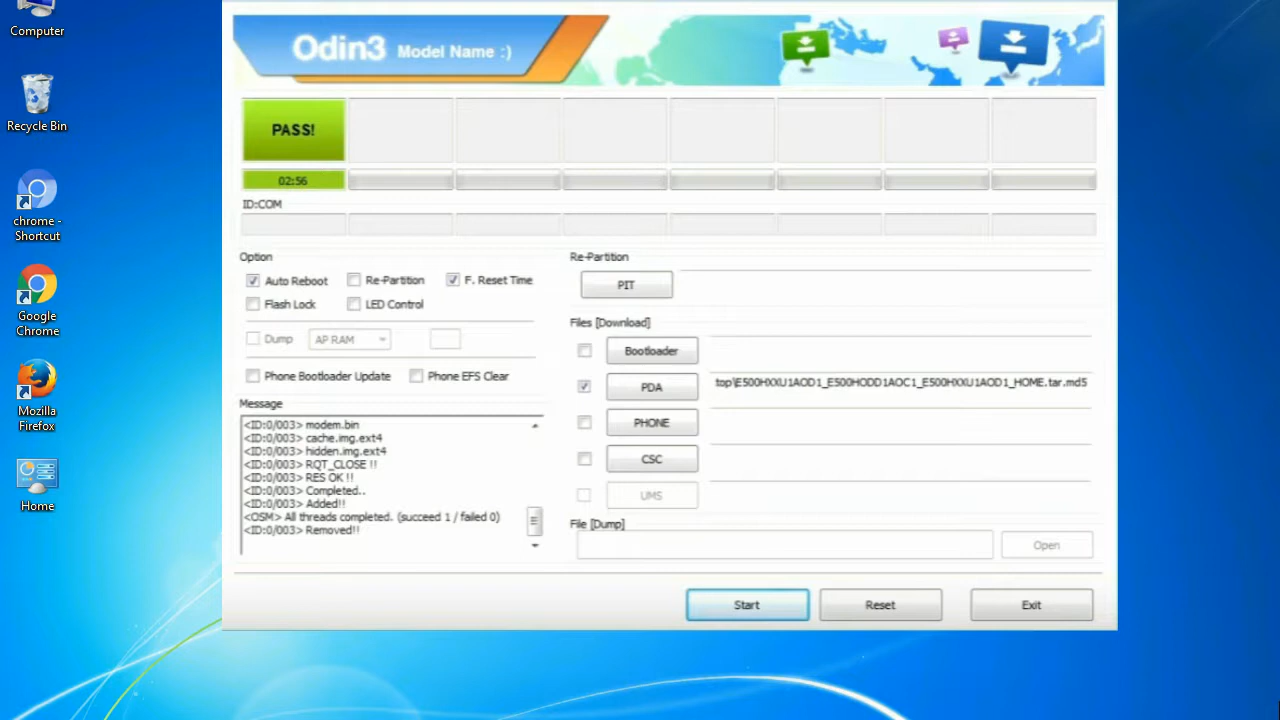 Computer
Recycle Bin
chrome -
Shortcut
Google
Chrome
Mozilla
Firefox
Home
Odin3 Model Name :)
PASS!
02:56
ID:COM
Option
Auto Reboot
Re-Partition
F. Reset Time
Flash Lock
LED Control
Dump
AP RAM
Phone Bootloader Update
Phone EFS Clear
Message
<ID:0/003> modem.bin
<ID:0/003> cache.img.ext4
<ID:0/003> hidden.img.ext4
<ID:0/003> RQT_CLOSE !!
<ID:0/003> RES OK !!
<ID:0/003> Completed..
<ID:0/003> Added!!
<OSM> All threads completed. (succeed 1 / failed 0)
<ID:0/003> Removed!!
Re-Partition
PIT
Files [Download]
Bootloader
PDA
top\E500HXXU1AOD1_E500HODD1AOC1_E500HXXU1AOD1_HOME.tar.md5
PHONE
CSC
UMS
File [Dump]
Open
Start
Reset
Exit